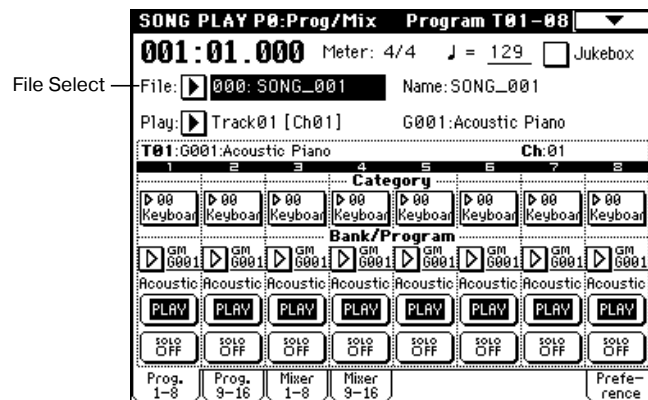 SONG PLAY P0:Prog/Mix Program T01-08
001:01.000 Meter: 4/4 ♩ = 129 Jukebox
File Select
File: 000: SONG_001 Name: SONG_001
Play: Track01 [Ch01] G001:Acoustic Piano
T01:G001:Acoustic Piano Ch:01
1 2 3 4 5 6 7 8
Category
00 00 00 00 00 00 00 00
Keyboar Keyboar Keyboar Keyboar Keyboar Keyboar Keyboar Keyboar
Bank/Program
GM GM GM GM GM GM GM GM
G001 G001 G001 G001 G001 G001 G001 G001
Acoustic Acoustic Acoustic Acoustic Acoustic Acoustic Acoustic Acoustic
PLAY PLAY PLAY PLAY PLAY PLAY PLAY PLAY
SOLO SOLO SOLO SOLO SOLO SOLO SOLO SOLO
OFF OFF OFF OFF OFF OFF OFF OFF
Prog. Prog. Mixer Mixer Prefe-
1-8 9-16 1-8 9-16 rence